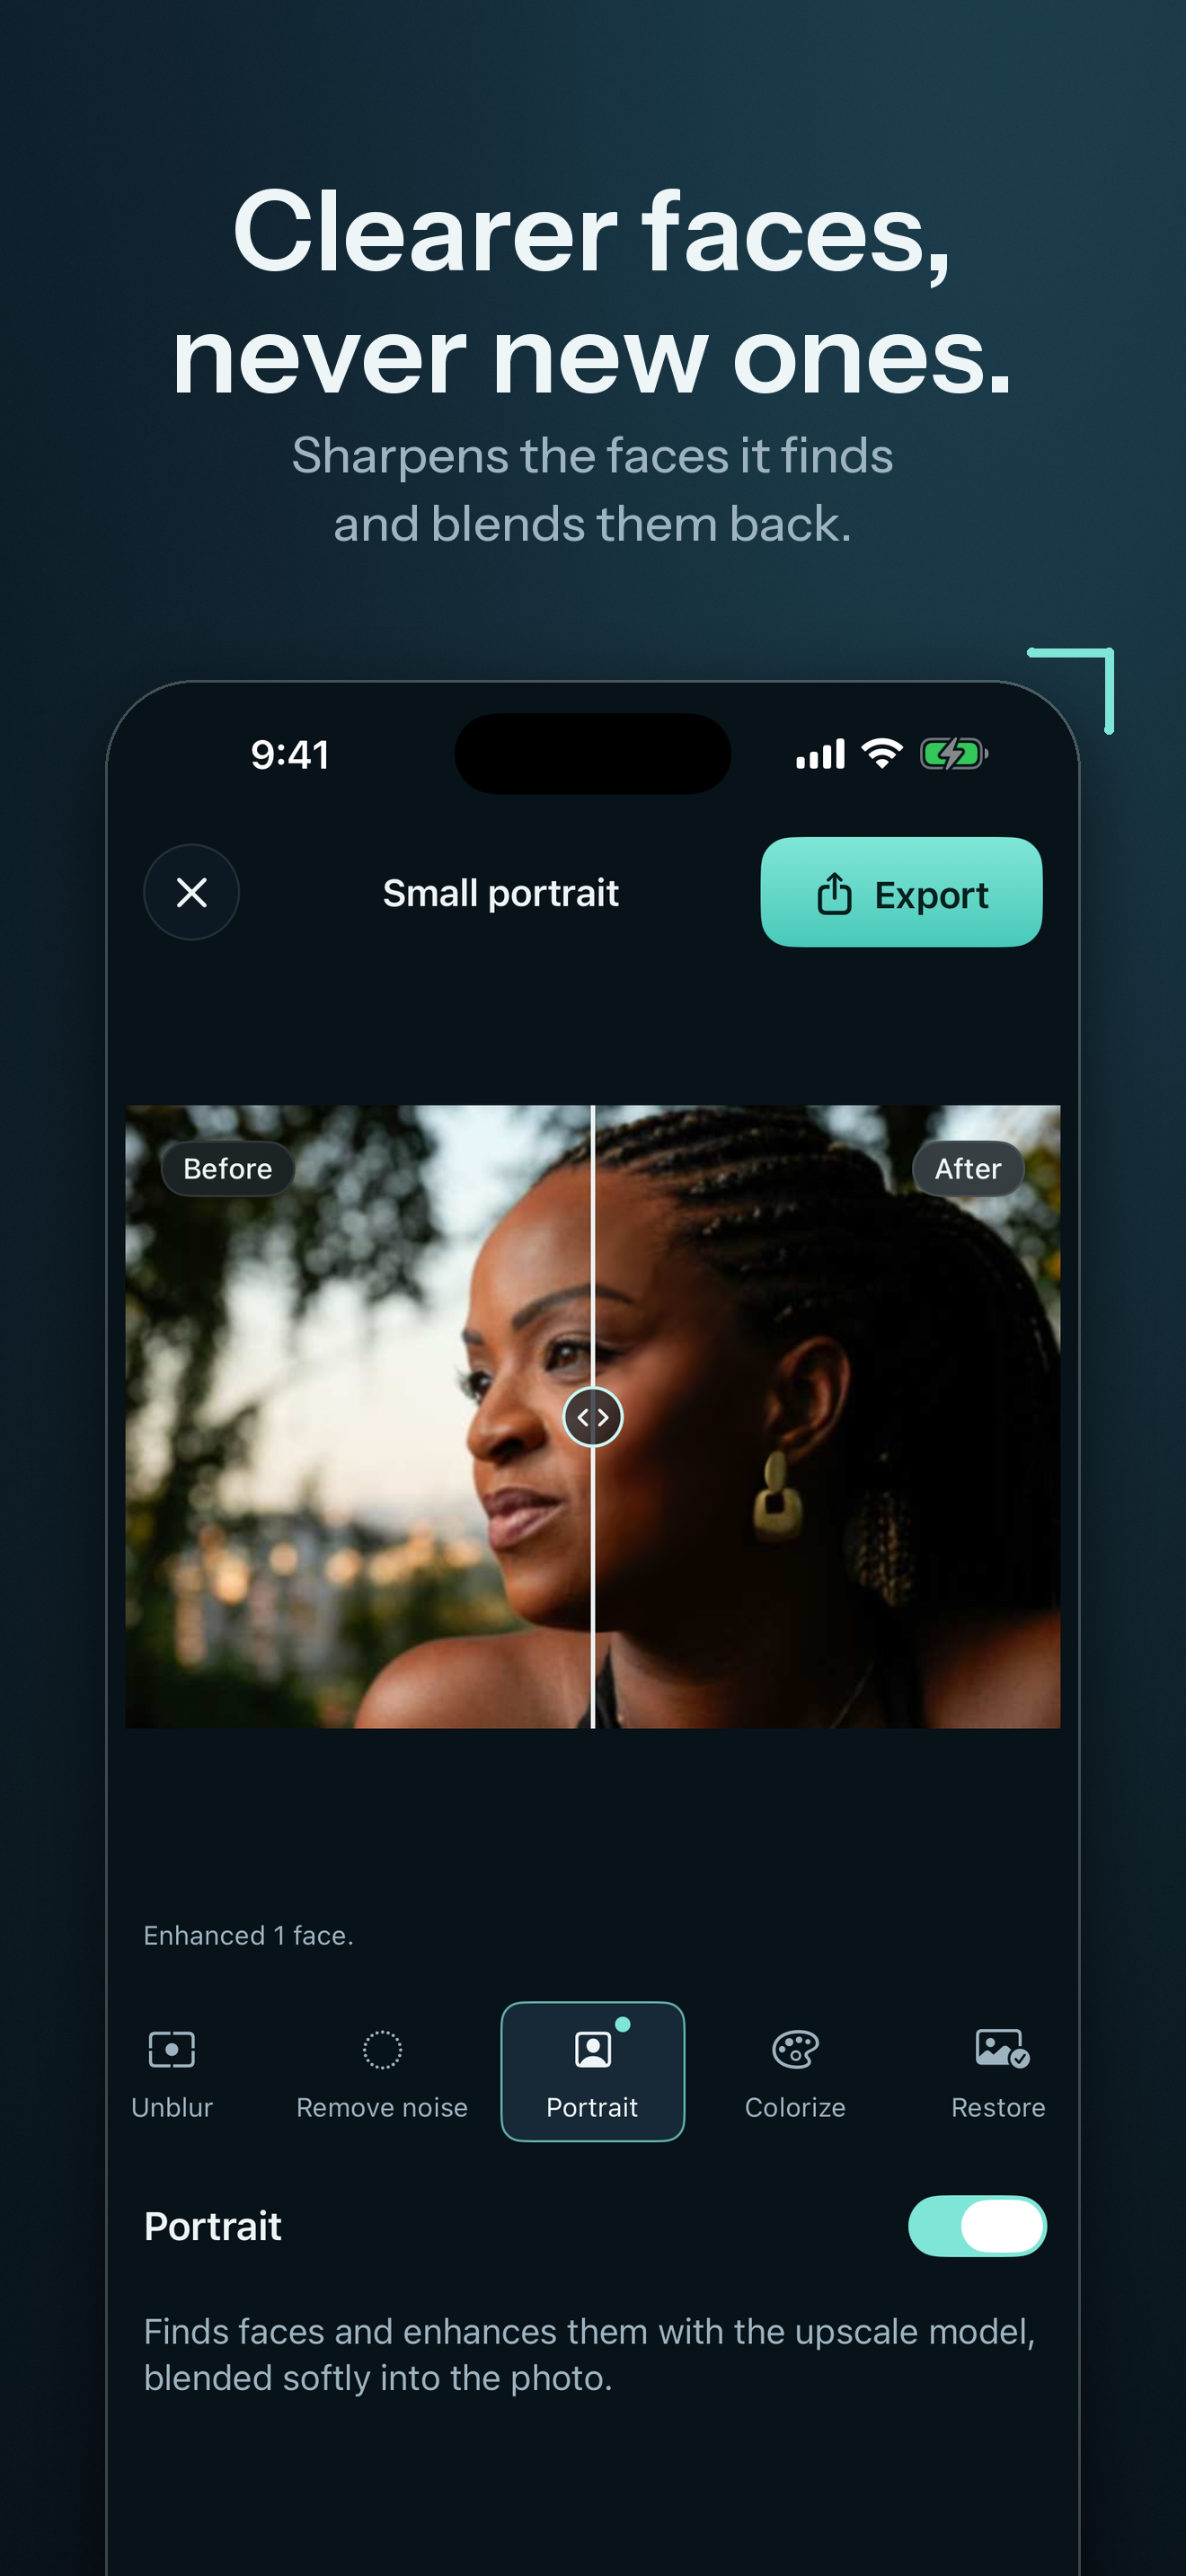 Clearer faces,
never new ones.
Sharpens the faces it finds
and blends them back.
9:41
Small portrait
Export
Before
After
Enhanced 1 face.
Unblur
Remove noise
Portrait
Colorize
Restore
Portrait
Finds faces and enhances them with the upscale model,
blended softly into the photo.